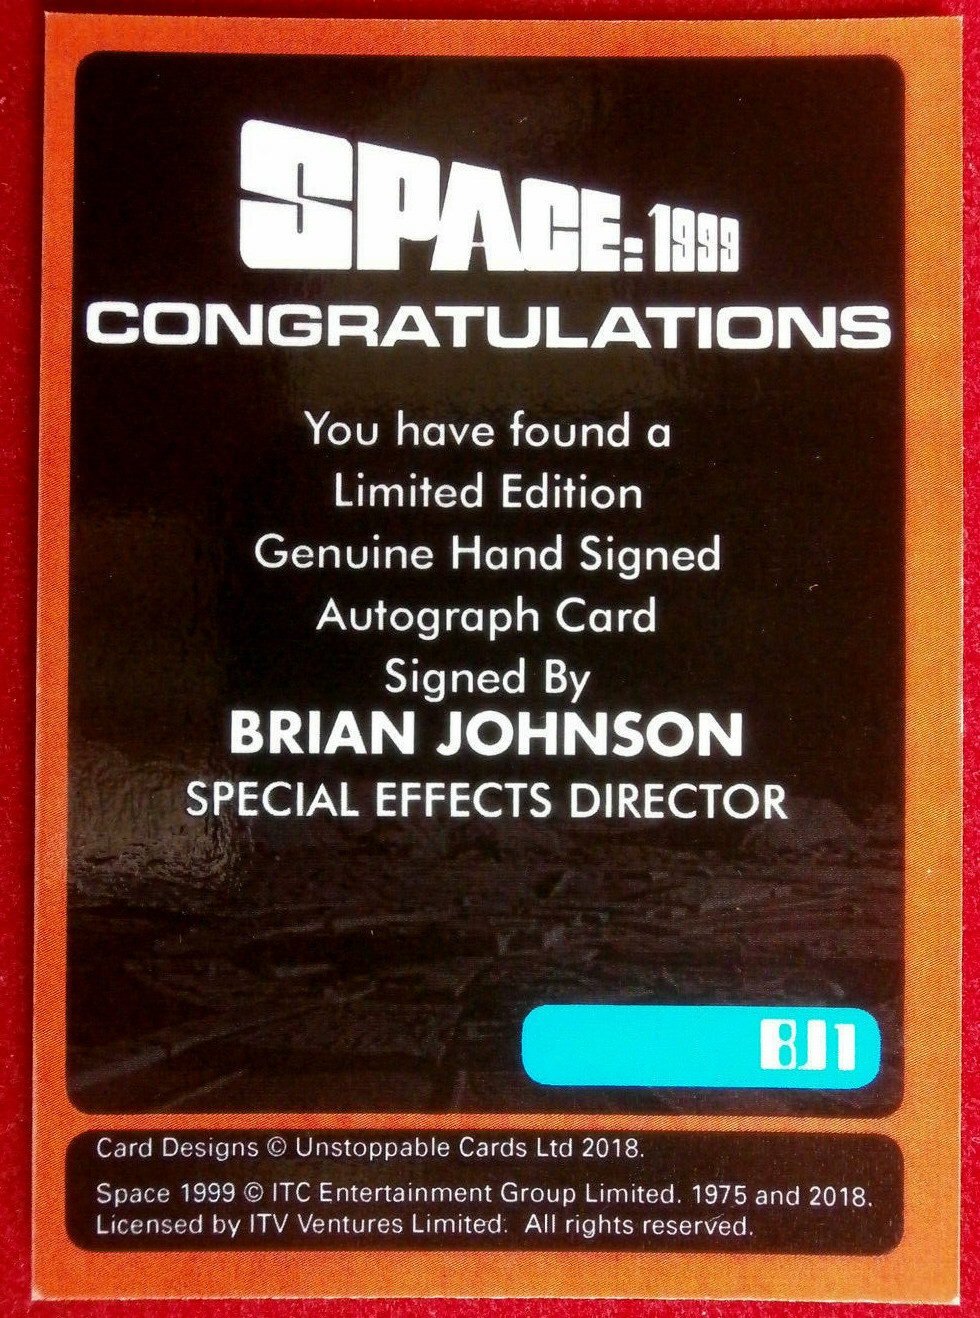 SPACE: 1999
CONGRATULATIONS
You have found a
Limited Edition
Genuine Hand Signed
Autograph Card
Signed By
BRIAN JOHNSON
SPECIAL EFFECTS DIRECTOR
BJ1
Card Designs © Unstoppable Cards Ltd 2018.
Space 1999 © ITC Entertainment Group Limited. 1975 and 2018.
Licensed by ITV Ventures Limited. All rights reserved.